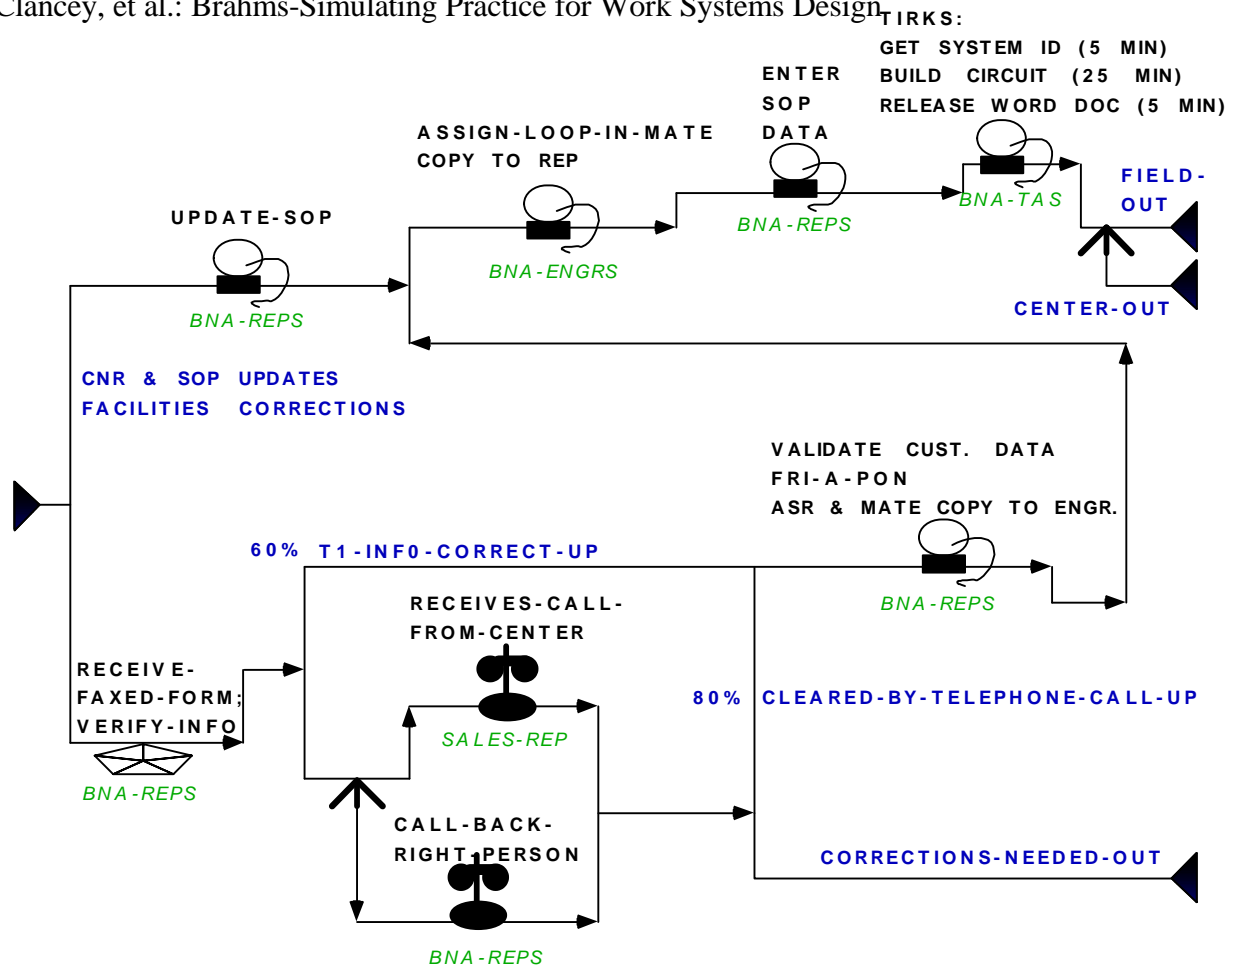 Clancey, et al.: Brahms-Simulating Practice for Work Systems Design
TIRKS:
GET SYSTEM ID (5 MIN)
BUILD CIRCUIT (25 MIN)
RELEASE WORD DOC (5 MIN)
ENTER
SOP
DATA
ASSIGN-LOOP-IN-MATE
COPY TO REP
FIELD-
OUT
BNA-TAS
UPDATE-SOP
BNA-REPS
BNA-ENGRS
CENTER-OUT
BNA-REPS
CNR & SOP UPDATES
FACILITIES CORRECTIONS
VALIDATE CUST. DATA
FRI-A-PON
ASR & MATE COPY TO ENGR.
60% T1-INF0-CORRECT-UP
BNA-REPS
RECEIVES-CALL-
FROM-CENTER
RECEIVE-
FAXED-FORM;
VERIFY-INFO
80% CLEARED-BY-TELEPHONE-CALL-UP
SALES-REP
BNA-REPS
CALL-BACK-
RIGHT-PERSON
CORRECTIONS-NEEDED-OUT
BNA-REPS